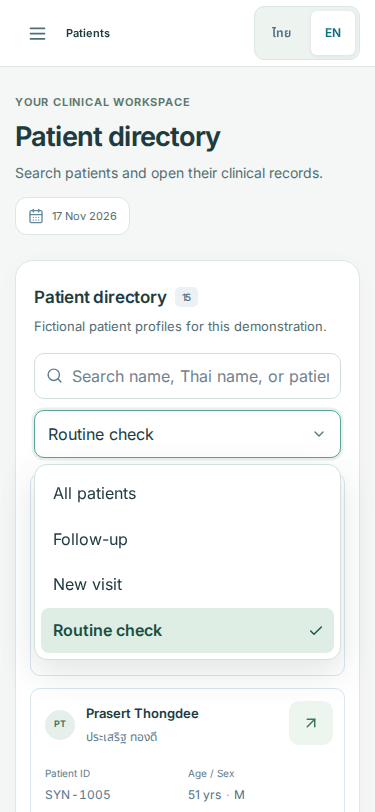 Patients
ไทย
EN
YOUR CLINICAL WORKSPACE
Patient directory
Search patients and open their clinical records.
17 Nov 2026
Patient directory
15
Fictional patient profiles for this demonstration.
Search name, Thai name, or patien
Routine check
All patients
Follow-up
New visit
Routine check
PT
Prasert Thongdee
ประเสริฐ ทองดี
Patient ID
Age / Sex
SYN-1005
51 yrs · M